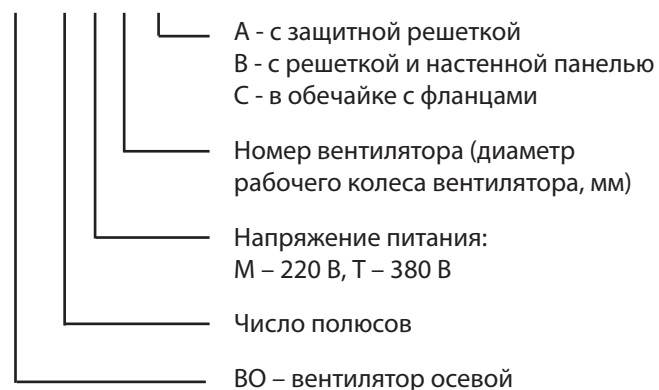 А - с защитной решеткой
В - с решеткой и настенной панелью
С - в обечайке с фланцами
Номер вентилятора (диаметр
рабочего колеса вентилятора, мм)
Напряжение питания:
М – 220 В, Т – 380 В
Число полюсов
ВО – вентилятор осевой